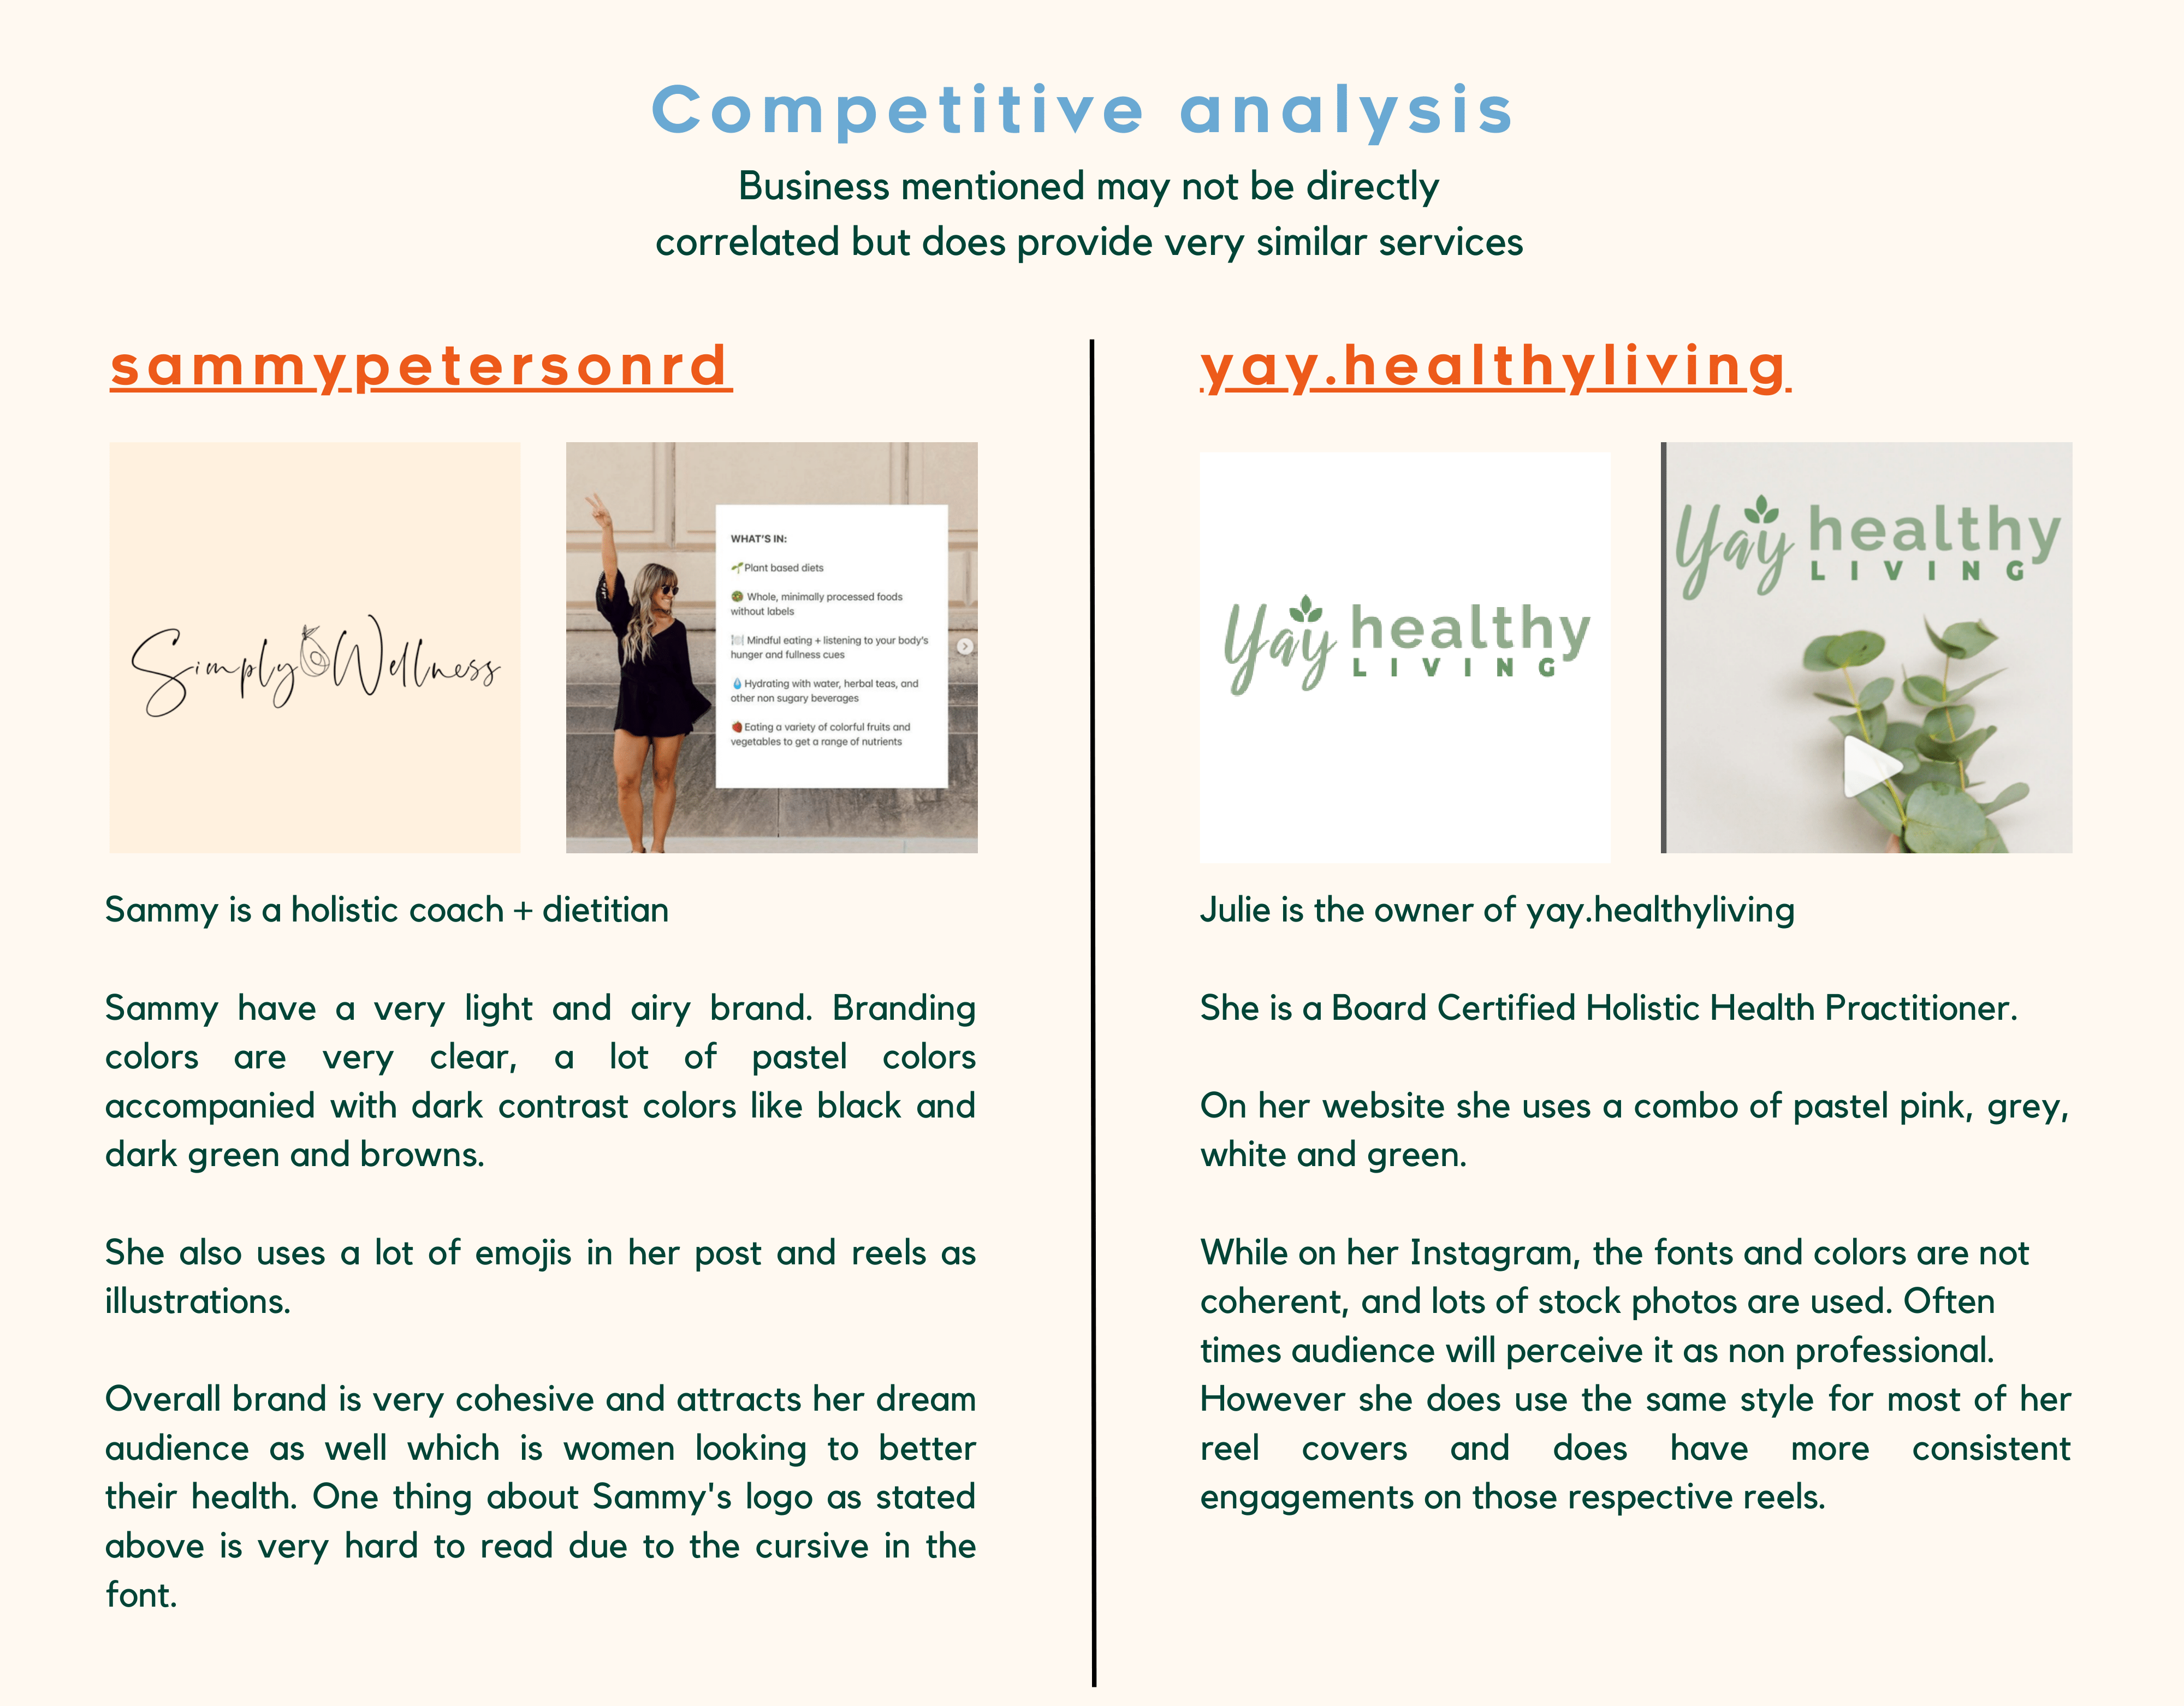 Competitive analysis
Business mentioned may not be directly
correlated but does provide very similar services
sammypetersonrd
Simply Wellness
WHAT'S IN:
🌱Plant based diets
🥗 Whole, minimally processed foods
without labels
🍽️ Mindful eating + listening to your body's
hunger and fullness cues
💧 Hydrating with water, herbal teas, and
other non sugary beverages
🍓Eating a variety of colorful fruits and
vegetables to get a range of nutrients
Sammy is a holistic coach + dietitian
Sammy have a very light and airy brand. Branding
colors are very clear, a lot of pastel colors
accompanied with dark contrast colors like black and
dark green and browns.
She also uses a lot of emojis in her post and reels as
illustrations.
Overall brand is very cohesive and attracts her dream
audience as well which is women looking to better
their health. One thing about Sammy's logo as stated
above is very hard to read due to the cursive in the
font.
yay.healthyliving
Yay healthy
LIVING
Yay healthy
LIVING
Julie is the owner of yay.healthyliving
She is a Board Certified Holistic Health Practitioner.
On her website she uses a combo of pastel pink, grey,
white and green.
While on her Instagram, the fonts and colors are not
coherent, and lots of stock photos are used. Often
times audience will perceive it as non professional.
However she does use the same style for most of her
reel covers and does have more consistent
engagements on those respective reels.